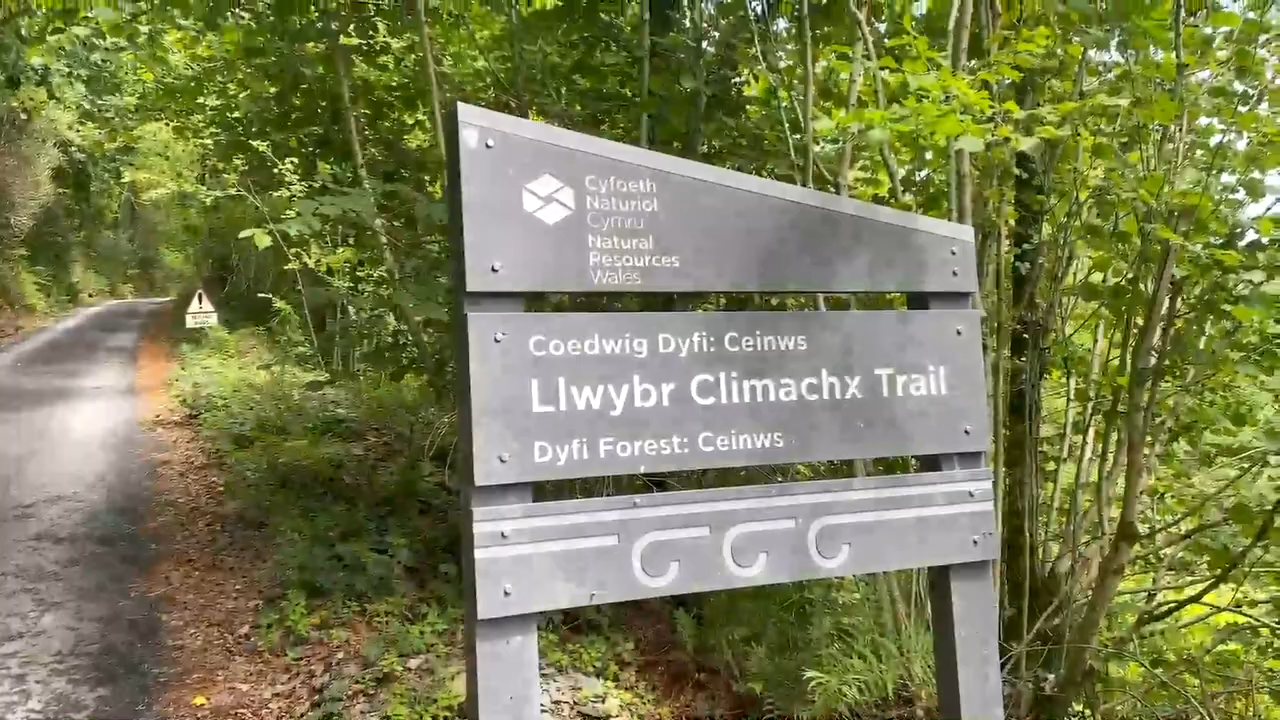 Cyfoeth
Naturiol
Cymru
Natural
Resources
Wales
Coedwig Dyfi: Ceinws
Llwybr Climachx Trail
Dyfi Forest: Ceinws